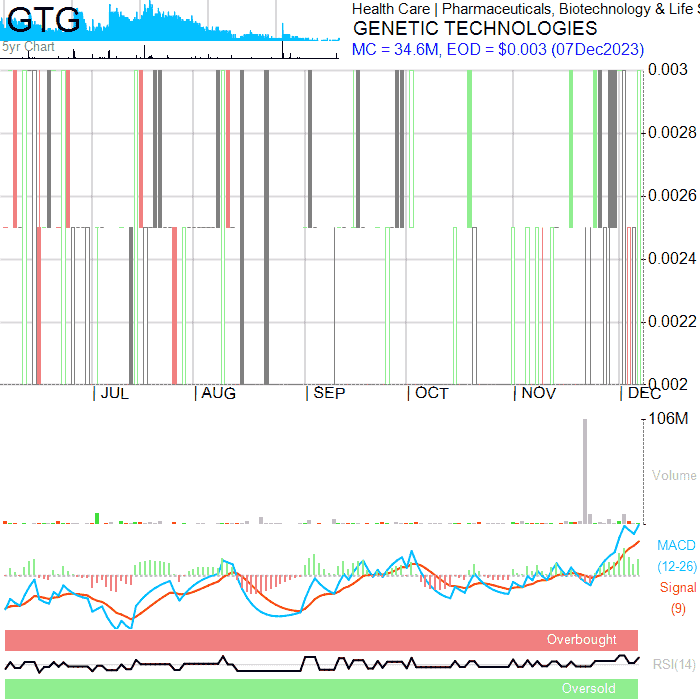 GTG
5yr Chart
Health Care | Pharmaceuticals, Biotechnology & Life S
GENETIC TECHNOLOGIES
MC = 34.6M, EOD = $0.003 (07Dec2023)
0.003
0.0028
0.0026
0.0024
0.0022
0.002
| JUL | AUG | SEP | OCT | NOV | DEC
106M
Volume
MACD
(12-26)
Signal
(9)
Overbought
RSI(14)
Oversold